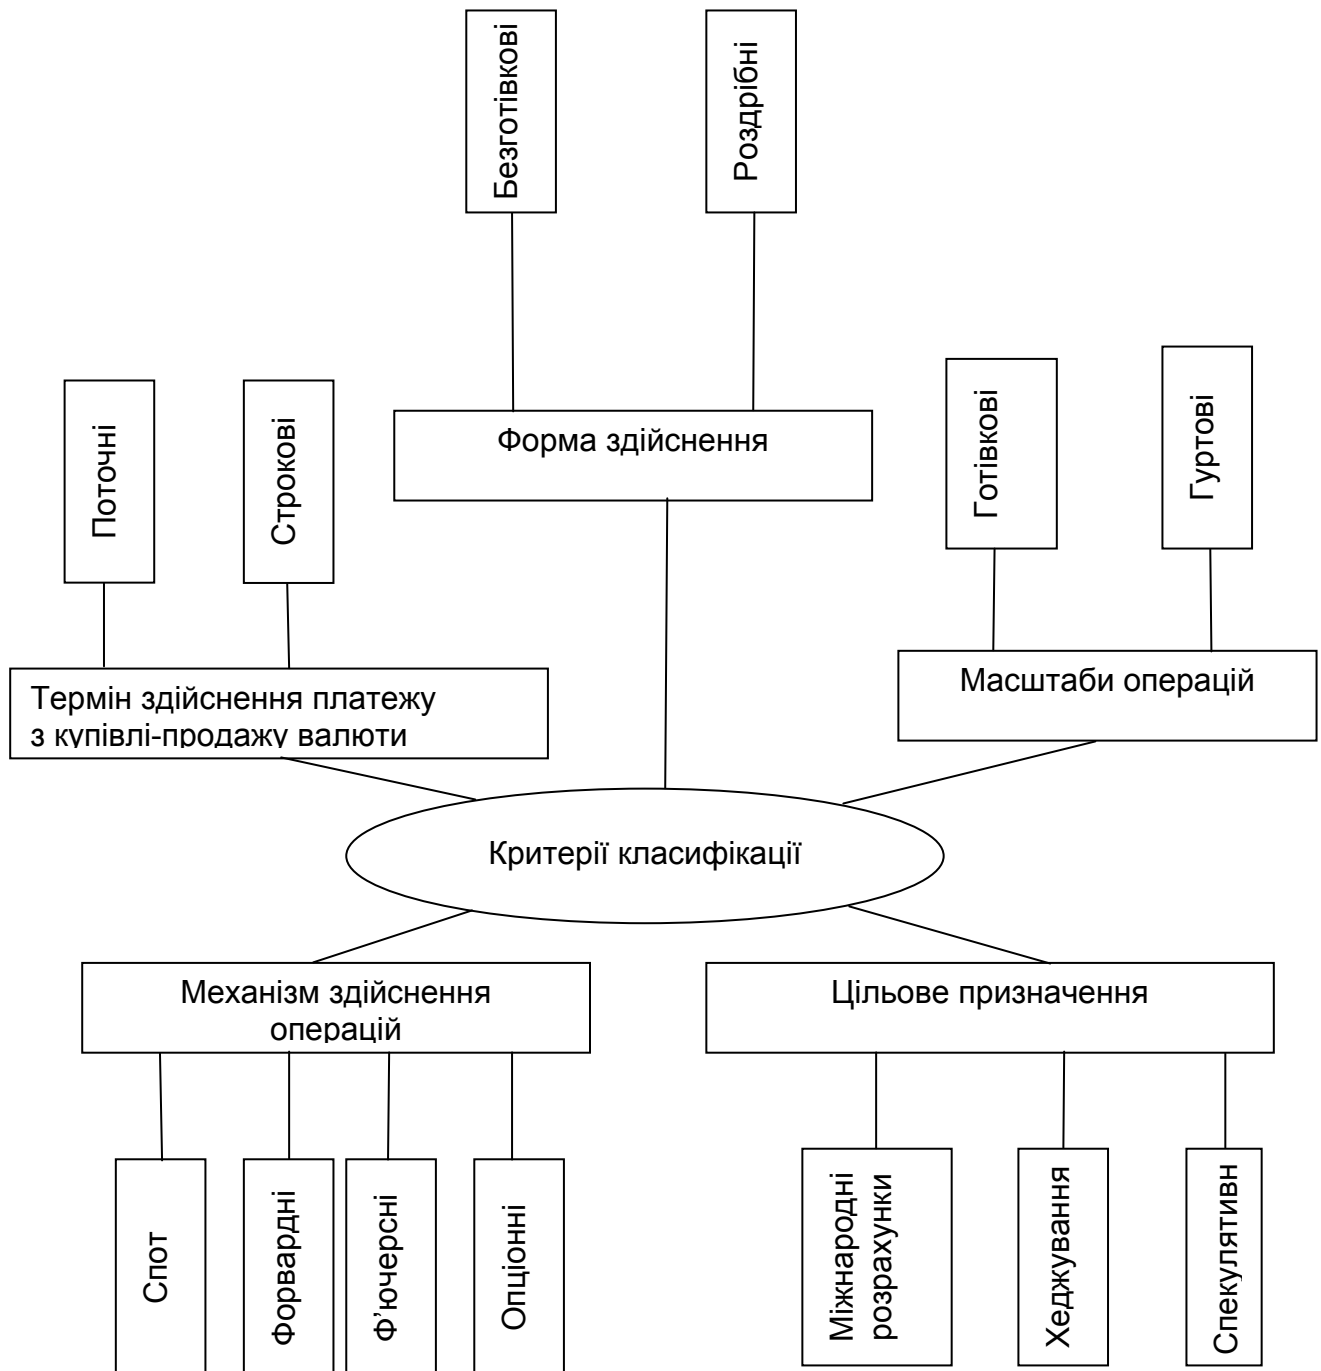 Безготівкові
Роздрібні
Поточні
Строкові
Форма здійснення
Готівкові
Гуртові
Термін здійснення платежу
з купівлі-продажу валюти
Масштаби операцій
Критерії класифікації
Механізм здійснення
операцій
Цільове призначення
Спот
Форвардні
Ф’ючерсні
Опціонні
Міжнародні
розрахунки
Хеджування
Спекулятивн